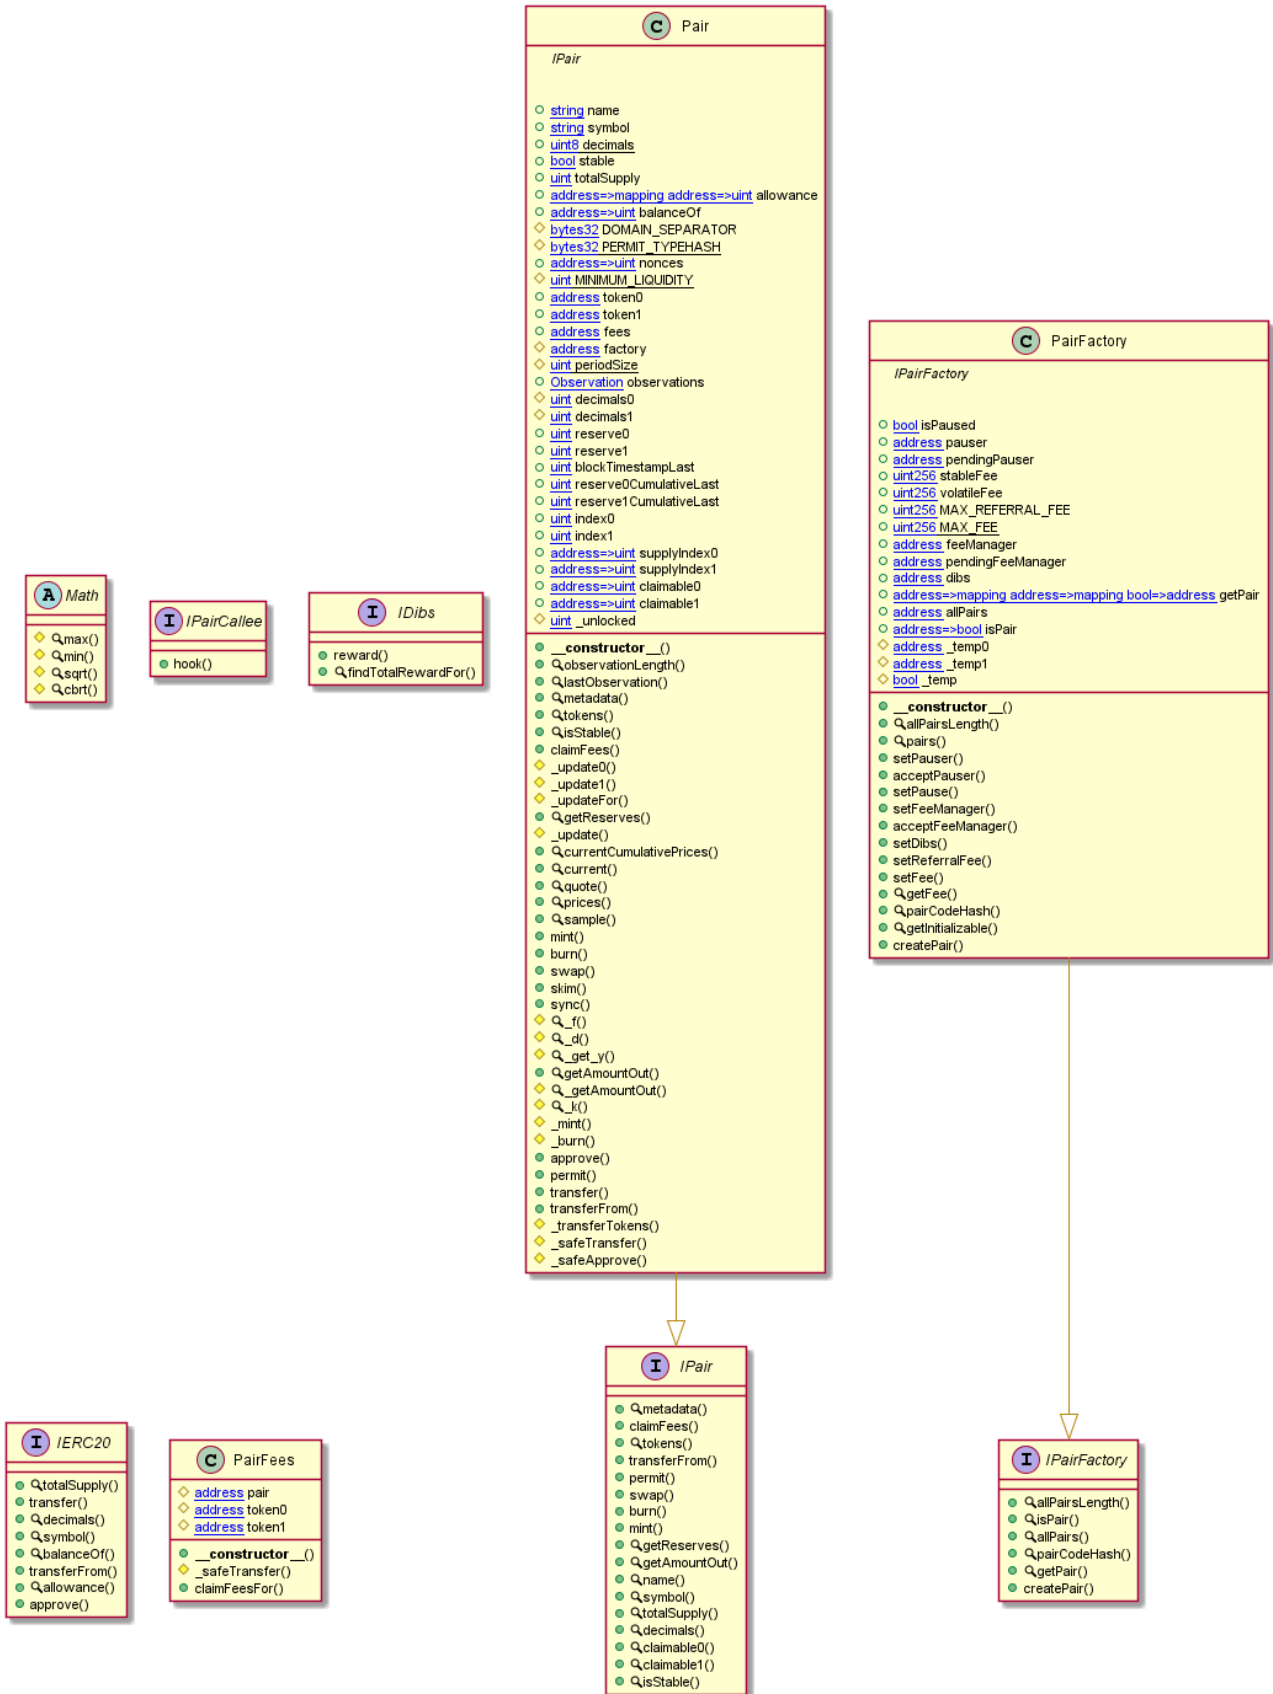 C Pair
IPair
string name
string symbol
uint8 decimals
bool stable
uint totalSupply
address=>mapping address=>uint allowance
address=>uint balanceOf
bytes32 DOMAIN_SEPARATOR
bytes32 PERMIT_TYPEHASH
address=>uint nonces
uint MINIMUM_LIQUIDITY
address token0
address token1
address fees
address factory
uint periodSize
Observation observations
uint decimals0
uint decimals1
uint reserve0
uint reserve1
uint blockTimestampLast
uint reserve0CumulativeLast
uint reserve1CumulativeLast
uint index0
uint index1
address=>uint supplyIndex0
address=>uint supplyIndex1
address=>uint claimable0
address=>uint claimable1
uint _unlocked
__constructor__()
observationLength()
lastObservation()
metadata()
tokens()
isStable()
claimFees()
_update0()
_update1()
_updateFor()
getReserves()
_update()
currentCumulativePrices()
current()
quote()
prices()
sample()
mint()
burn()
swap()
skim()
sync()
_f()
_d()
_get_y()
getAmountOut()
_getAmountOut()
_k()
_mint()
_burn()
approve()
permit()
transfer()
transferFrom()
_transferTokens()
_safeTransfer()
_safeApprove()
C PairFactory
IPairFactory
bool isPaused
address pauser
address pendingPauser
uint256 stableFee
uint256 volatileFee
uint256 MAX_REFERRAL_FEE
uint256 MAX_FEE
address feeManager
address pendingFeeManager
address dibs
address=>mapping address=>mapping bool=>address getPair
address allPairs
address=>bool isPair
address _temp0
address _temp1
bool _temp
__constructor__()
allPairsLength()
pairs()
setPauser()
acceptPauser()
setPause()
setFeeManager()
acceptFeeManager()
setDibs()
setReferralFee()
setFee()
getFee()
pairCodeHash()
getInitializable()
createPair()
A Math
max()
min()
sqrt()
cbrt()
I IPairCallee
hook()
I IDibs
reward()
findTotalRewardFor()
I IERC20
totalSupply()
transfer()
decimals()
symbol()
balanceOf()
transferFrom()
allowance()
approve()
C PairFees
address pair
address token0
address token1
__constructor__()
_safeTransfer()
claimFeesFor()
I IPair
metadata()
claimFees()
tokens()
transferFrom()
permit()
swap()
burn()
mint()
getReserves()
getAmountOut()
name()
symbol()
totalSupply()
decimals()
claimable0()
claimable1()
isStable()
I IPairFactory
allPairsLength()
isPair()
allPairs()
pairCodeHash()
getPair()
createPair()